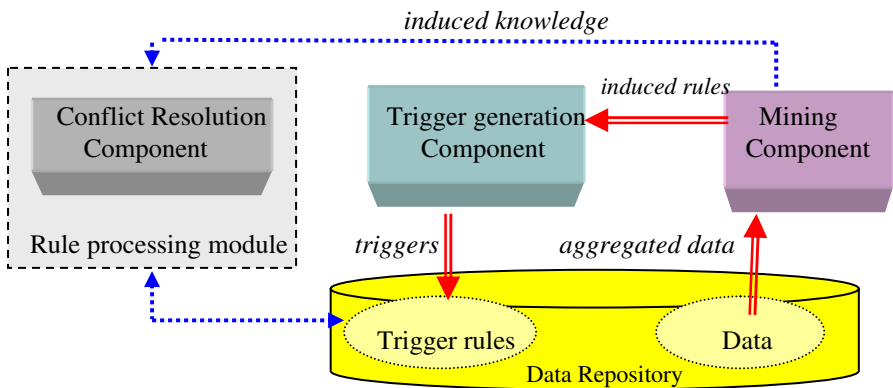 induced knowledge
induced rules
Conflict Resolution
Component
Trigger generation
Component
Mining
Component
Rule processing module
triggers
aggregated data
Trigger rules
Data
Data Repository